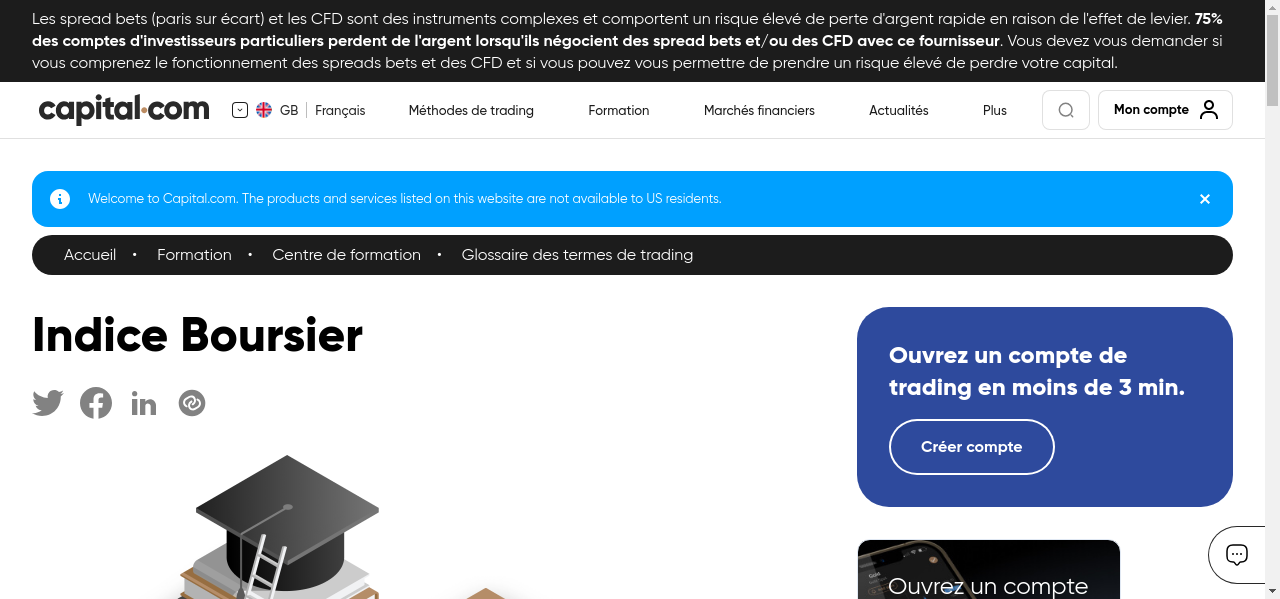 Les spread bets (paris sur écart) et les CFD sont des instruments complexes et comportent un risque élevé de perte d'argent rapide en raison de l'effet de levier. 75%
des comptes d'investisseurs particuliers perdent de l'argent lorsqu'ils négocient des spread bets et/ou des CFD avec ce fournisseur. Vous devez vous demander si
vous comprenez le fonctionnement des spreads bets et des CFD et si vous pouvez vous permettre de prendre un risque élevé de perdre votre capital.
capital.com GB Français Méthodes de trading Formation Marchés financiers Actualités Plus Mon compte
Welcome to Capital.com. The products and services listed on this website are not available to US residents.
Accueil • Formation • Centre de formation • Glossaire des termes de trading
Indice Boursier
Ouvrez un compte de
trading en moins de 3 min.
Créer compte
Ouvrez un compte